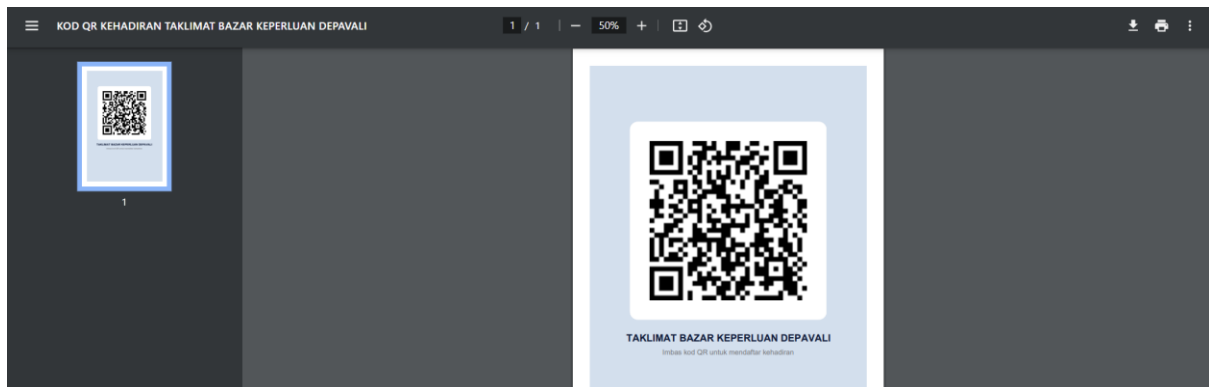 KOD QR KEHADIRAN TAKLIMAT BAZAR KEPERLUAN DEPAVALI
1 / 1
50%
1
TAKLIMAT BAZAR KEPERLUAN DEPAVALI
Imbas kod QR untuk mendaftar kehadiran